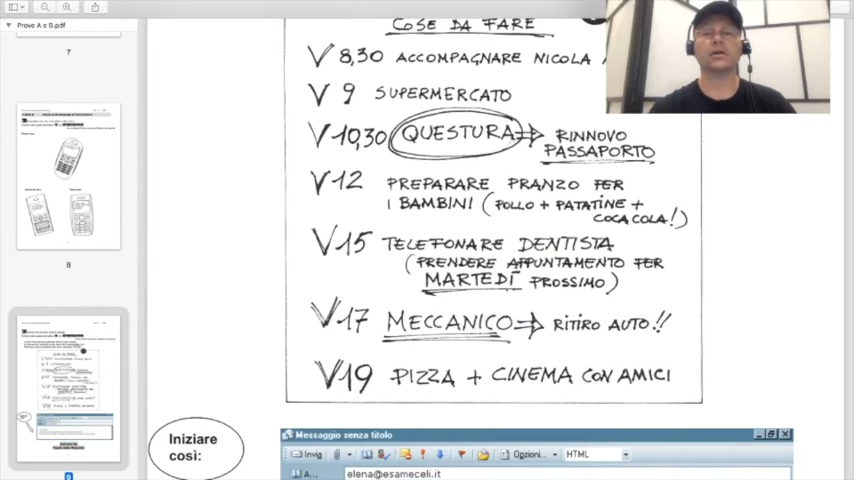 Prove A e B.pdf
7
8
9
COSE DA FARE
V 8,30 ACCOMPAGNARE NICOLA
V 9 SUPERMERCATO
V 10,30 QUESTURA ⇒ RINNOVO
PASSAPORTO
V 12 PREPARARE PRANZO PER
I BAMBINI (POLLO + PATATINE +
COCA COLA!)
V 15 TELEFONARE DENTISTA
(PRENDERE APPUNTAMENTO PER
MARTEDÌ PROSSIMO)
V 17 MECCANICO ⇒ RITIRO AUTO!!
V 19 PIZZA + CINEMA CON AMICI
Iniziare
così:
Messaggio senza titolo
Invia
Opzioni...
HTML
A...
elena@esameceli.it